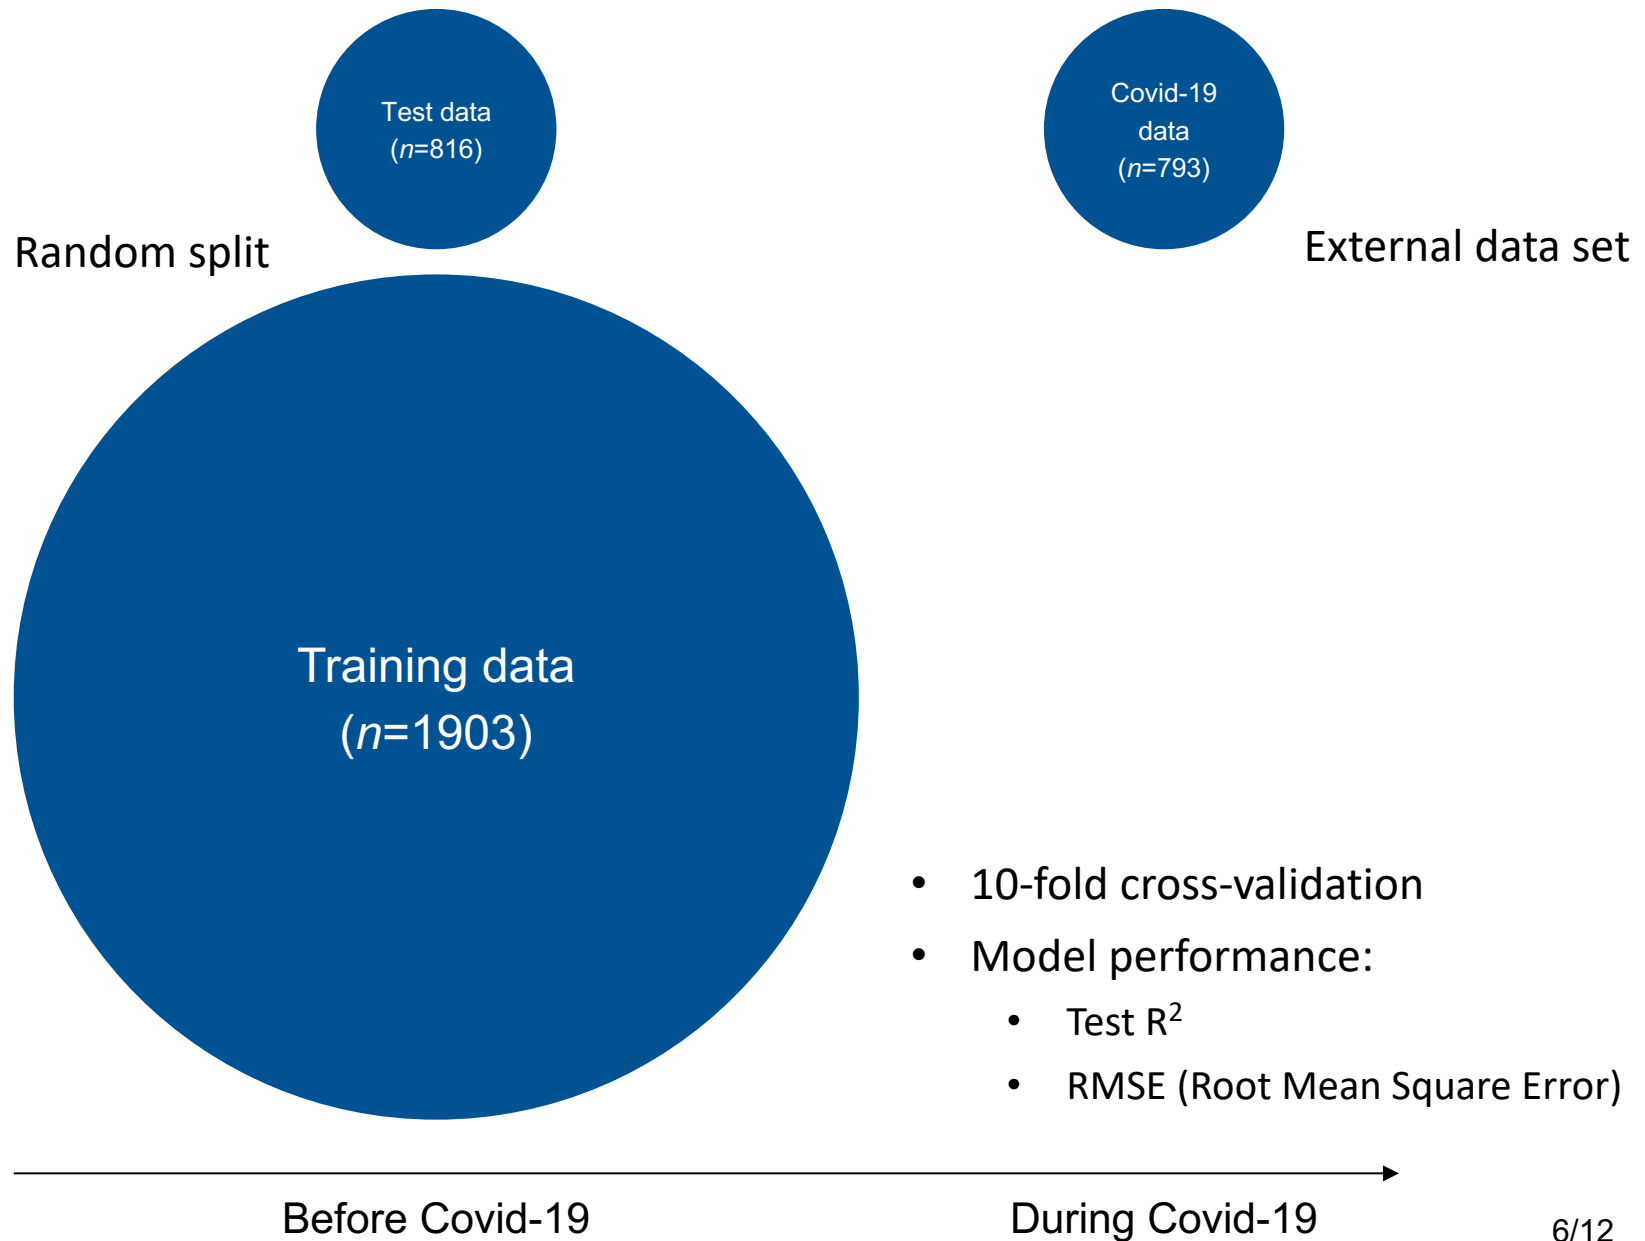 Test data
(n=816)
Covid-19
data
(n=793)
Random split
External data set
Training data
(n=1903)
• 10-fold cross-validation
• Model performance:
• Test R²
• RMSE (Root Mean Square Error)
Before Covid-19
During Covid-19
6/12